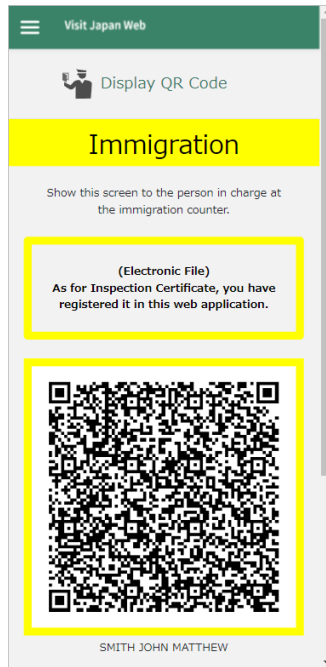 Visit Japan Web
Display QR Code
Immigration
Show this screen to the person in charge at
the immigration counter.
(Electronic File)
As for Inspection Certificate, you have
registered it in this web application.
SMITH JOHN MATTHEW